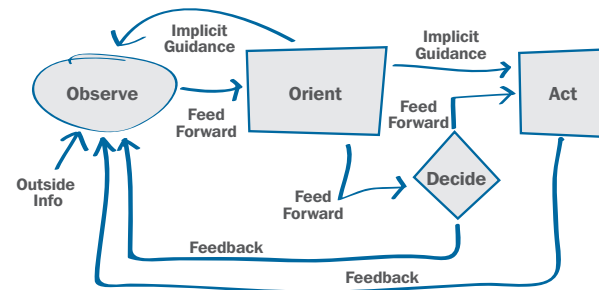 Implicit
Guidance
Implicit
Guidance
Observe
Orient
Act
Feed
Forward
Feed
Forward
Decide
Outside
Info
Feed
Forward
Feedback
Feedback